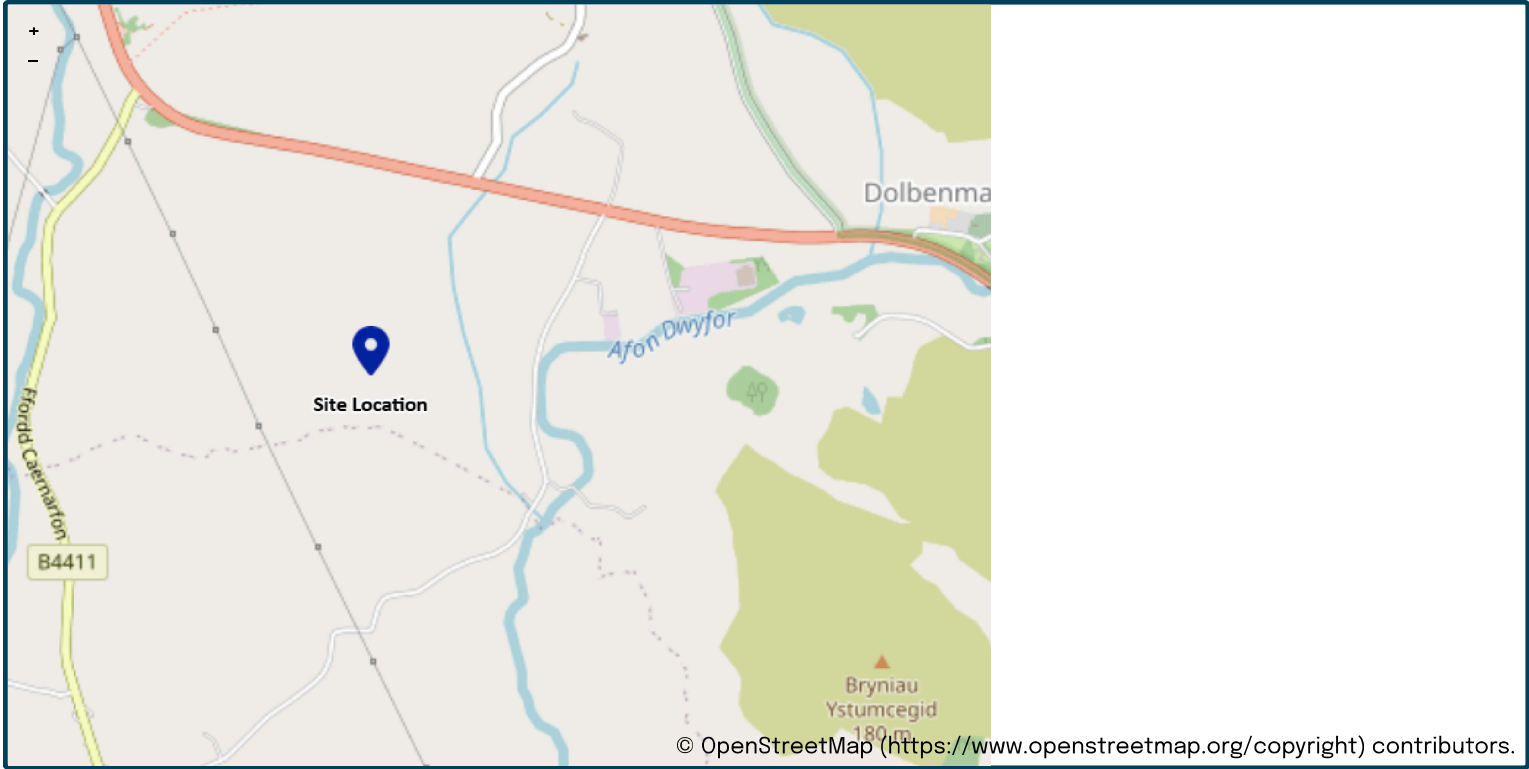 +
−
Dolbenma
Afon Dwyfor
Site Location
Ffordd Caernarfon
B4411
Bryniau
Ystumcegid
180 m
© OpenStreetMap (https://www.openstreetmap.org/copyright) contributors.